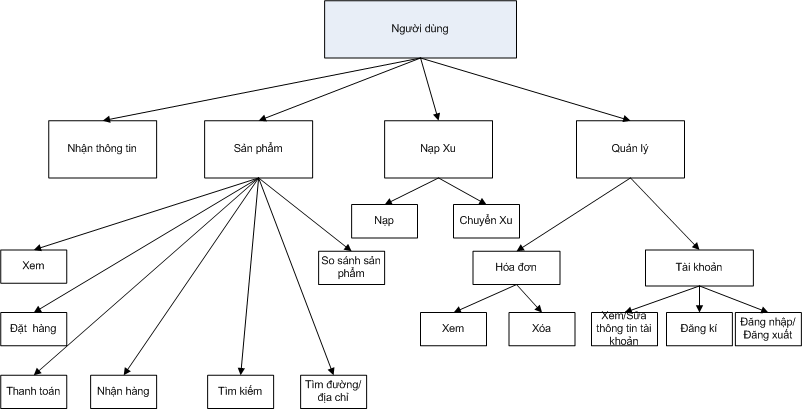 Người dùng
Nhận thông tin
Sản phẩm
Nạp Xu
Quản lý
Nạp
Chuyển Xu
Xem
So sánh sản
phẩm
Hóa đơn
Tài khoản
Đặt hàng
Xem
Xóa
Xem/Sửa
thông tin tài
khoản
Đăng kí
Đăng nhập/
Đăng xuất
Thanh toán
Nhận hàng
Tìm kiếm
Tìm đường/
địa chỉ